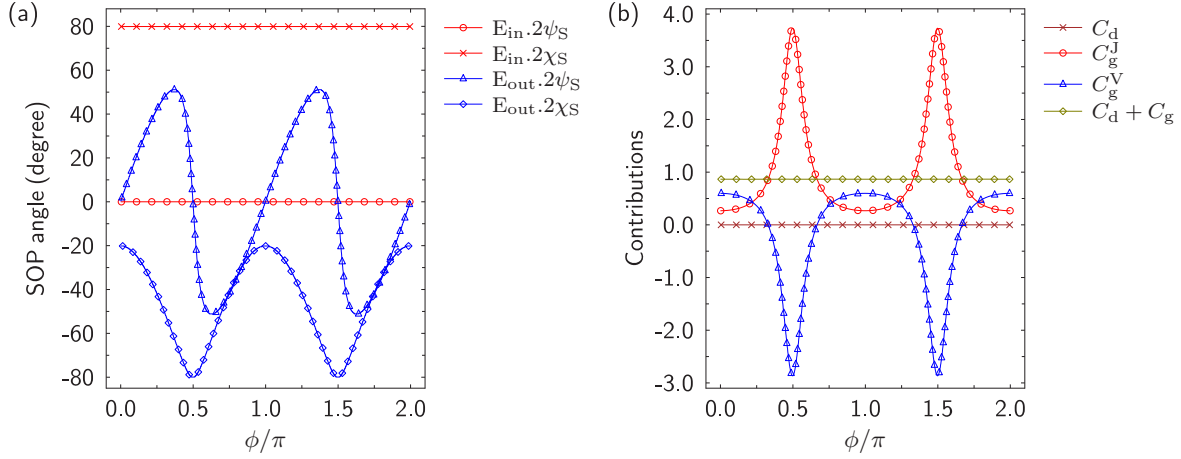 (a)
80
60
40
20
0
-20
-40
-60
-80
SOP angle (degree)
0.0 0.5 1.0 1.5 2.0
ϕ/π
E_in.2ψ_S
E_in.2χ_S
E_out.2ψ_S
E_out.2χ_S
(b)
4.0
3.0
2.0
1.0
0.0
-1.0
-2.0
-3.0
Contributions
0.0 0.5 1.0 1.5 2.0
ϕ/π
C_d
C_g^J
C_g^V
C_d + C_g